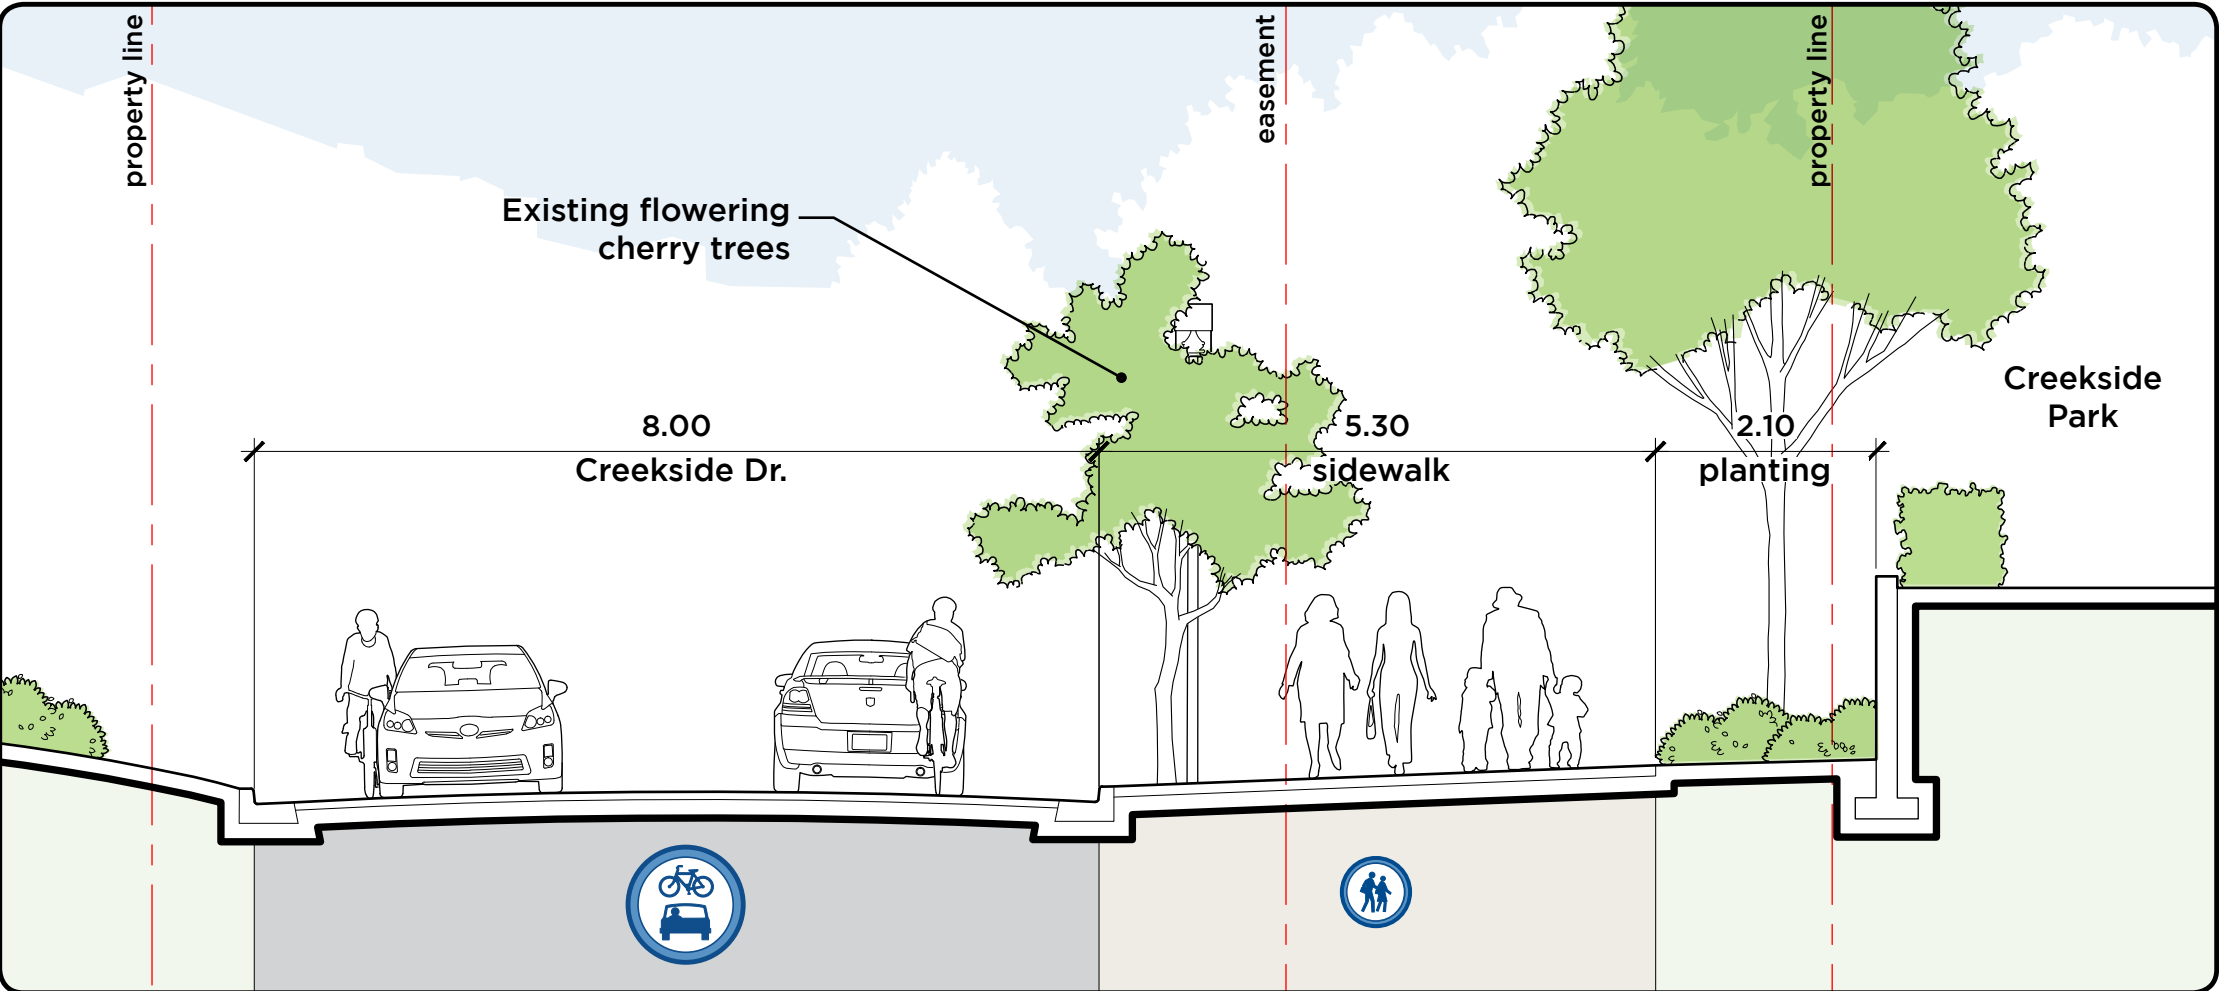 property line
easement
property line
Existing flowering
cherry trees
Creekside
Park
8.00
Creekside Dr.
5.30
sidewalk
2.10
planting